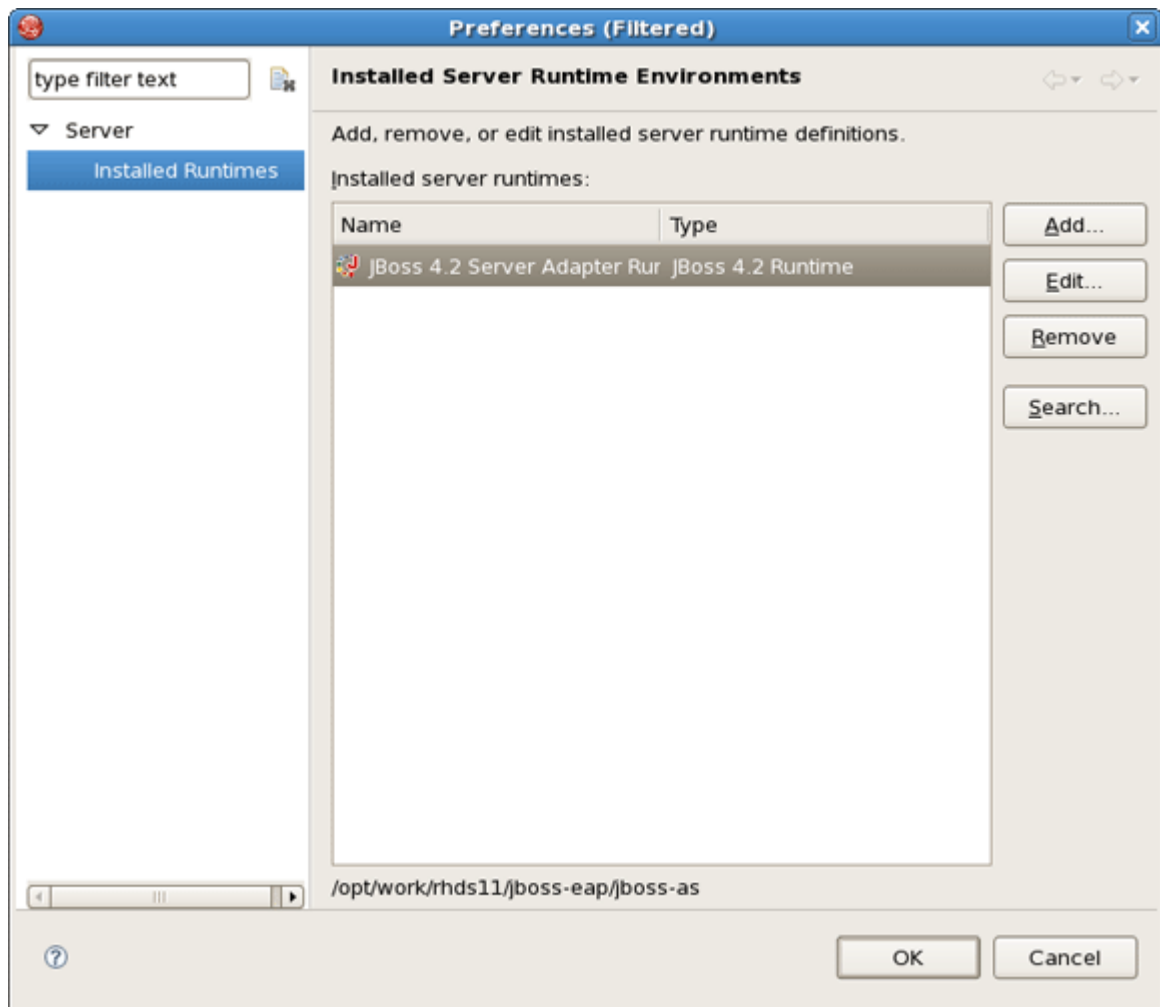 Preferences (Filtered)
type filter text
Server
Installed Runtimes
Installed Server Runtime Environments
Add, remove, or edit installed server runtime definitions.
Installed server runtimes:
Name Type
JBoss 4.2 Server Adapter Rur JBoss 4.2 Runtime
Add...
Edit...
Remove
Search...
/opt/work/rhds11/jboss-eap/jboss-as
OK Cancel